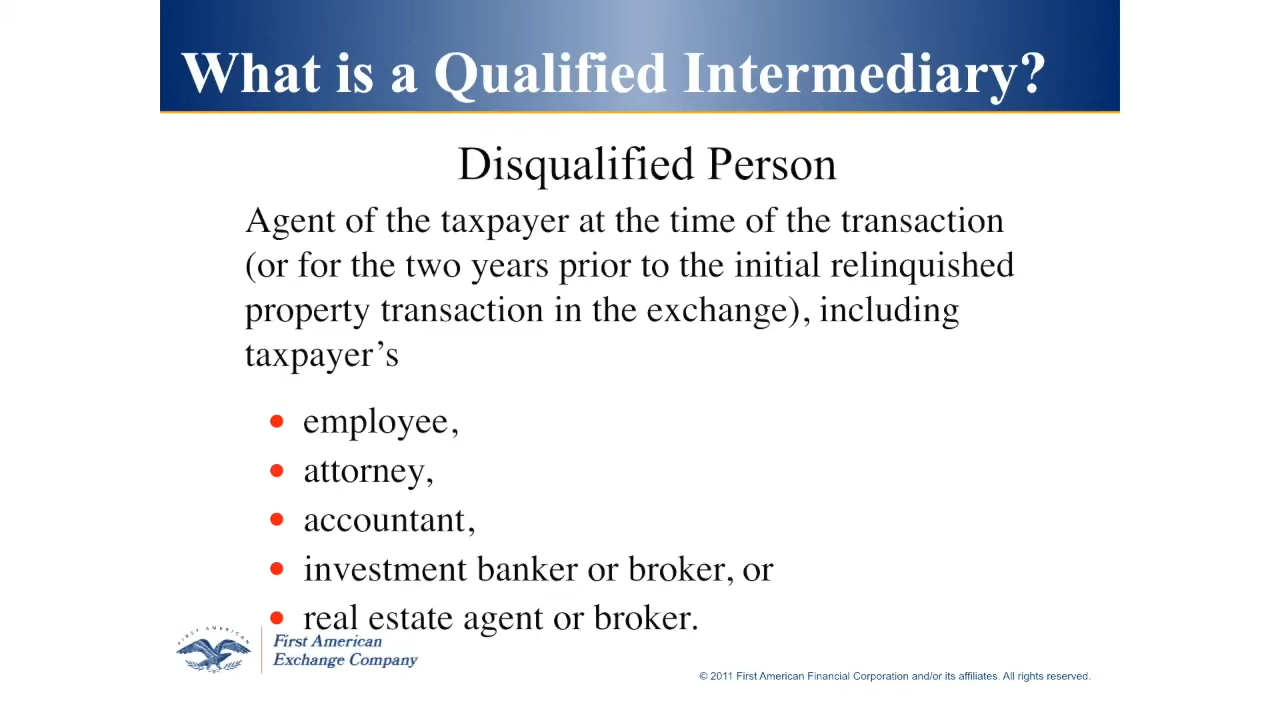 What is a Qualified Intermediary?
Disqualified Person
Agent of the taxpayer at the time of the transaction
(or for the two years prior to the initial relinquished
property transaction in the exchange), including
taxpayer’s
• employee,
• attorney,
• accountant,
• investment banker or broker, or
• real estate agent or broker.
FIRST AMERICAN
First American
Exchange Company
© 2011 First American Financial Corporation and/or its affiliates. All rights reserved.